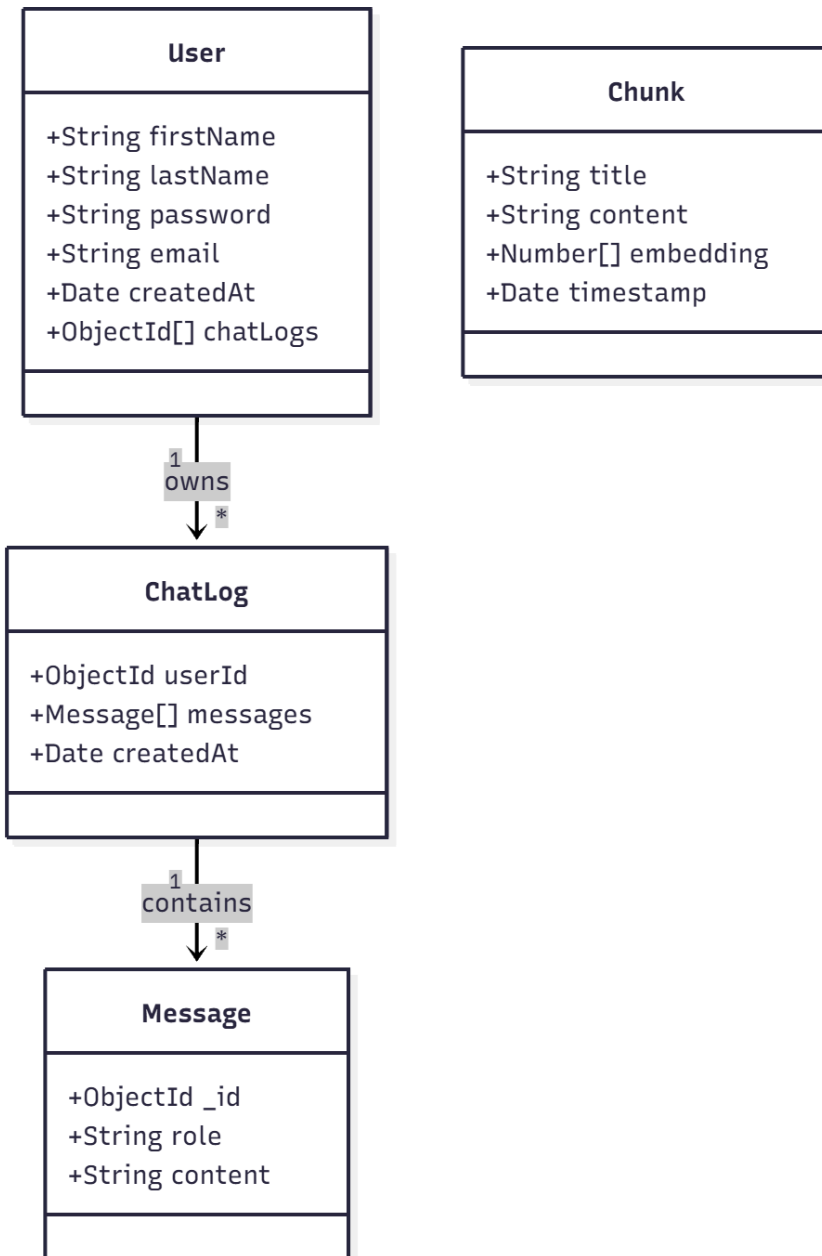 User
+String firstName
+String lastName
+String password
+String email
+Date createdAt
+ObjectId[] chatLogs
Chunk
+String title
+String content
+Number[] embedding
+Date timestamp
1
owns
*
ChatLog
+ObjectId userId
+Message[] messages
+Date createdAt
1
contains
*
Message
+ObjectId _id
+String role
+String content